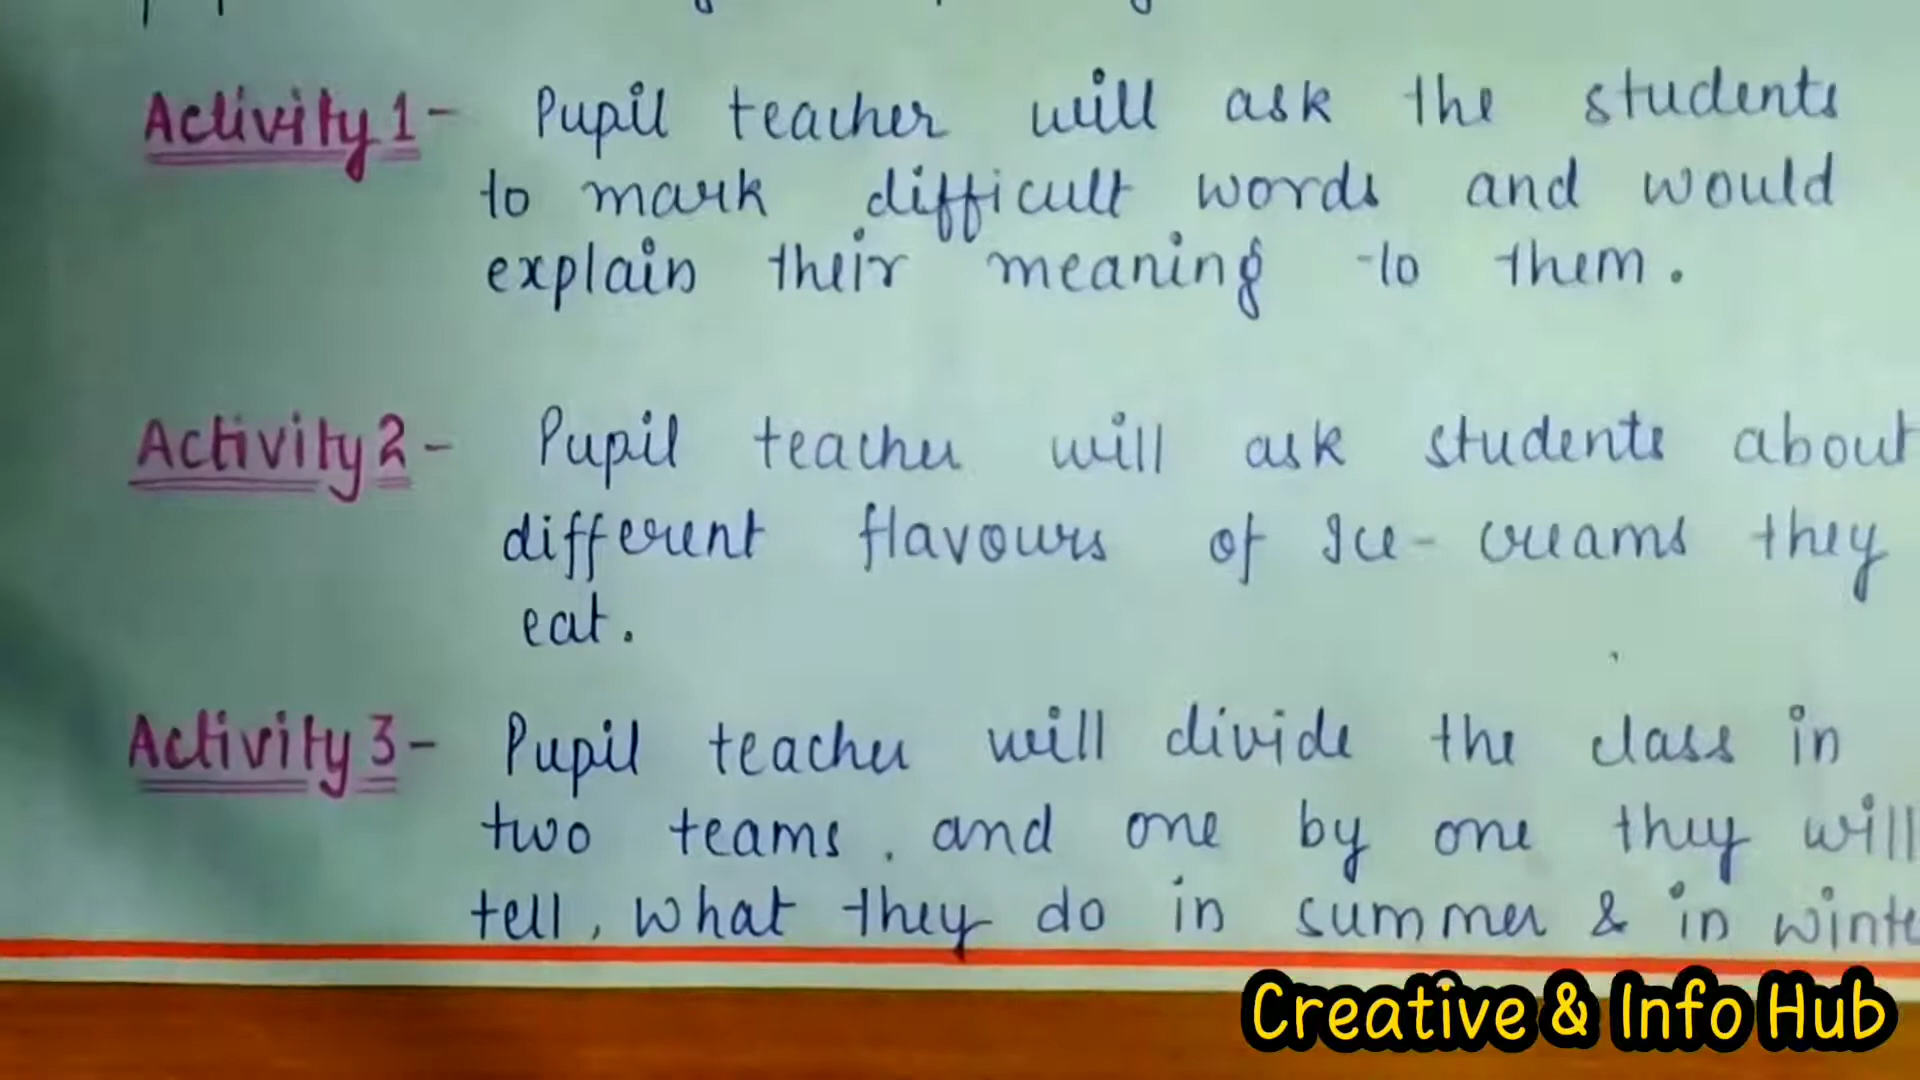 Activity 1 - Pupil teacher will ask the students
to mark difficult words and would
explain their meaning to them.
Activity 2 - Pupil teacher will ask students about
different flavours of Ice - creams they
eat.
Activity 3 - Pupil teacher will divide the class in
two teams. and one by one they will
tell, what they do in summer & in winte
Creative & Info Hub